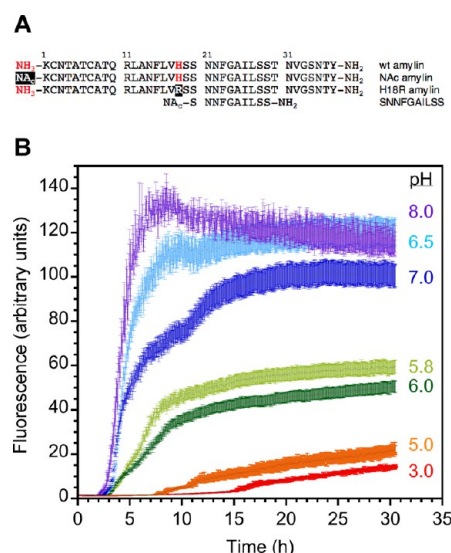 A
1 11 21 31
NH3-KCNTATCATQ RLANFLVHSS NNFGAILSST NVGSNTY-NH2 wt amylin
NAc-KCNTATCATQ RLANFLVHSS NNFGAILSST NVGSNTY-NH2 NAc amylin
NH3-KCNTATCATQ RLANFLVRSS NNFGAILSST NVGSNTY-NH2 H18R amylin
NAc-SNNFGAILSS-NH2 SNNFGAILSS
B
pH
8.0
6.5
7.0
5.8
6.0
5.0
3.0
Fluorescence (arbitrary units)
140
120
100
80
60
40
20
0
0 5 10 15 20 25 30 35
Time (h)